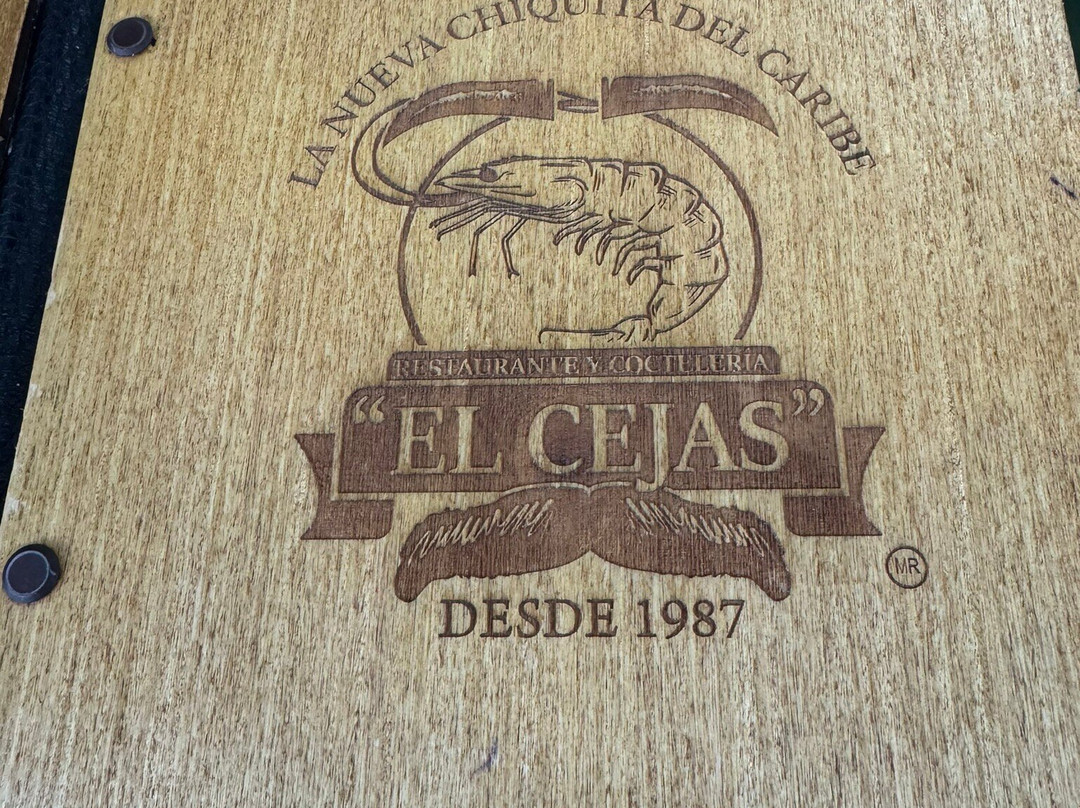 LA NUEVA CHIQUITA DEL CARIBE
RESTAURANTE Y COCTELERÍA
“EL CEJAS”
MR
DESDE 1987